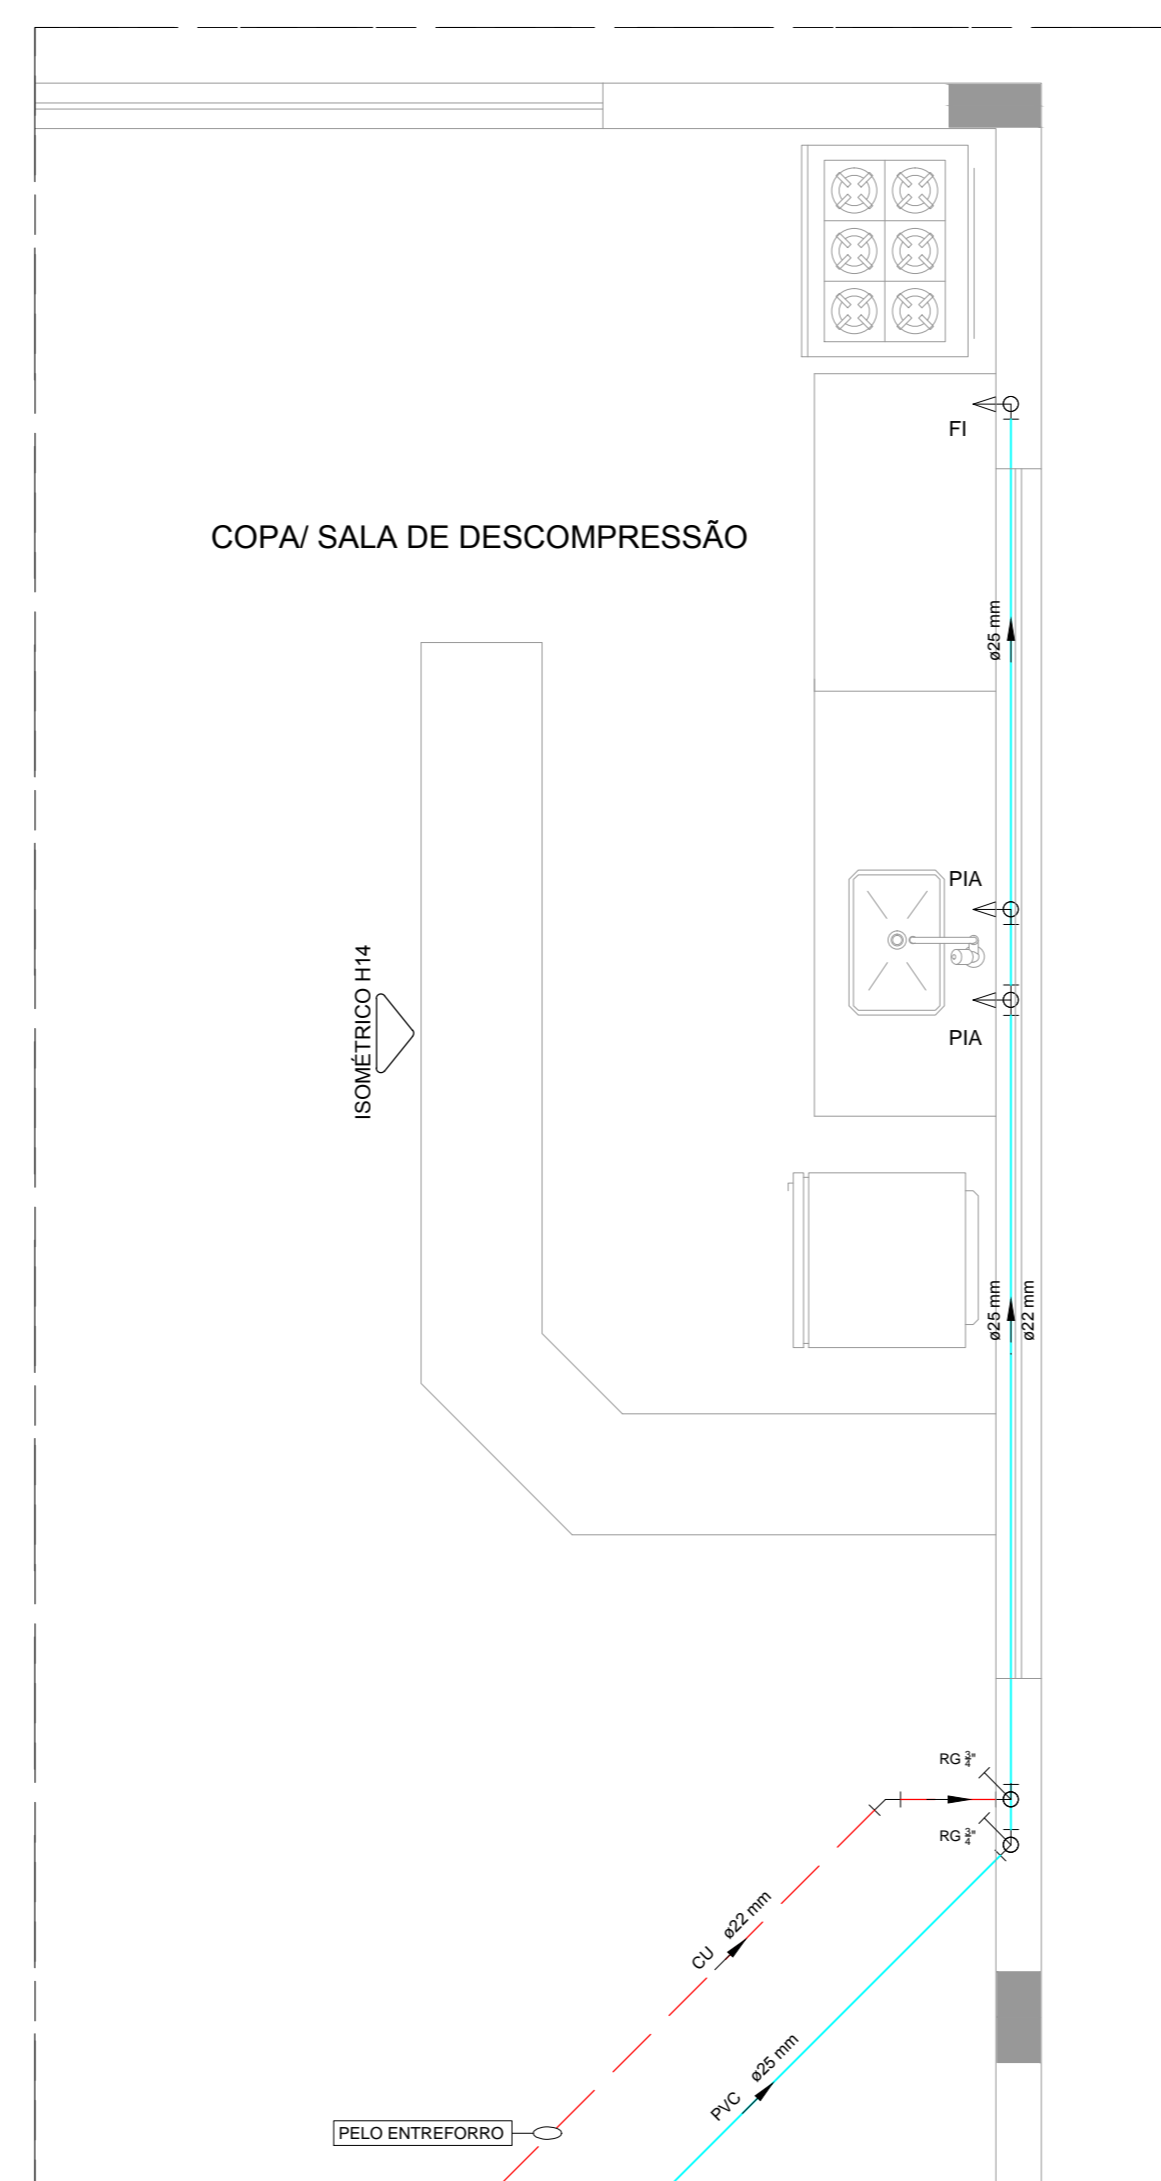 FI
COPA/ SALA DE DESCOMPRESSÃO
ø25 mm
PIA
ISOMÉTRICO H14
PIA
ø25 mm
ø22 mm
RG 3/4"
RG 3/4"
CU ø22 mm
PVC ø25 mm
PELO ENTREFORRO